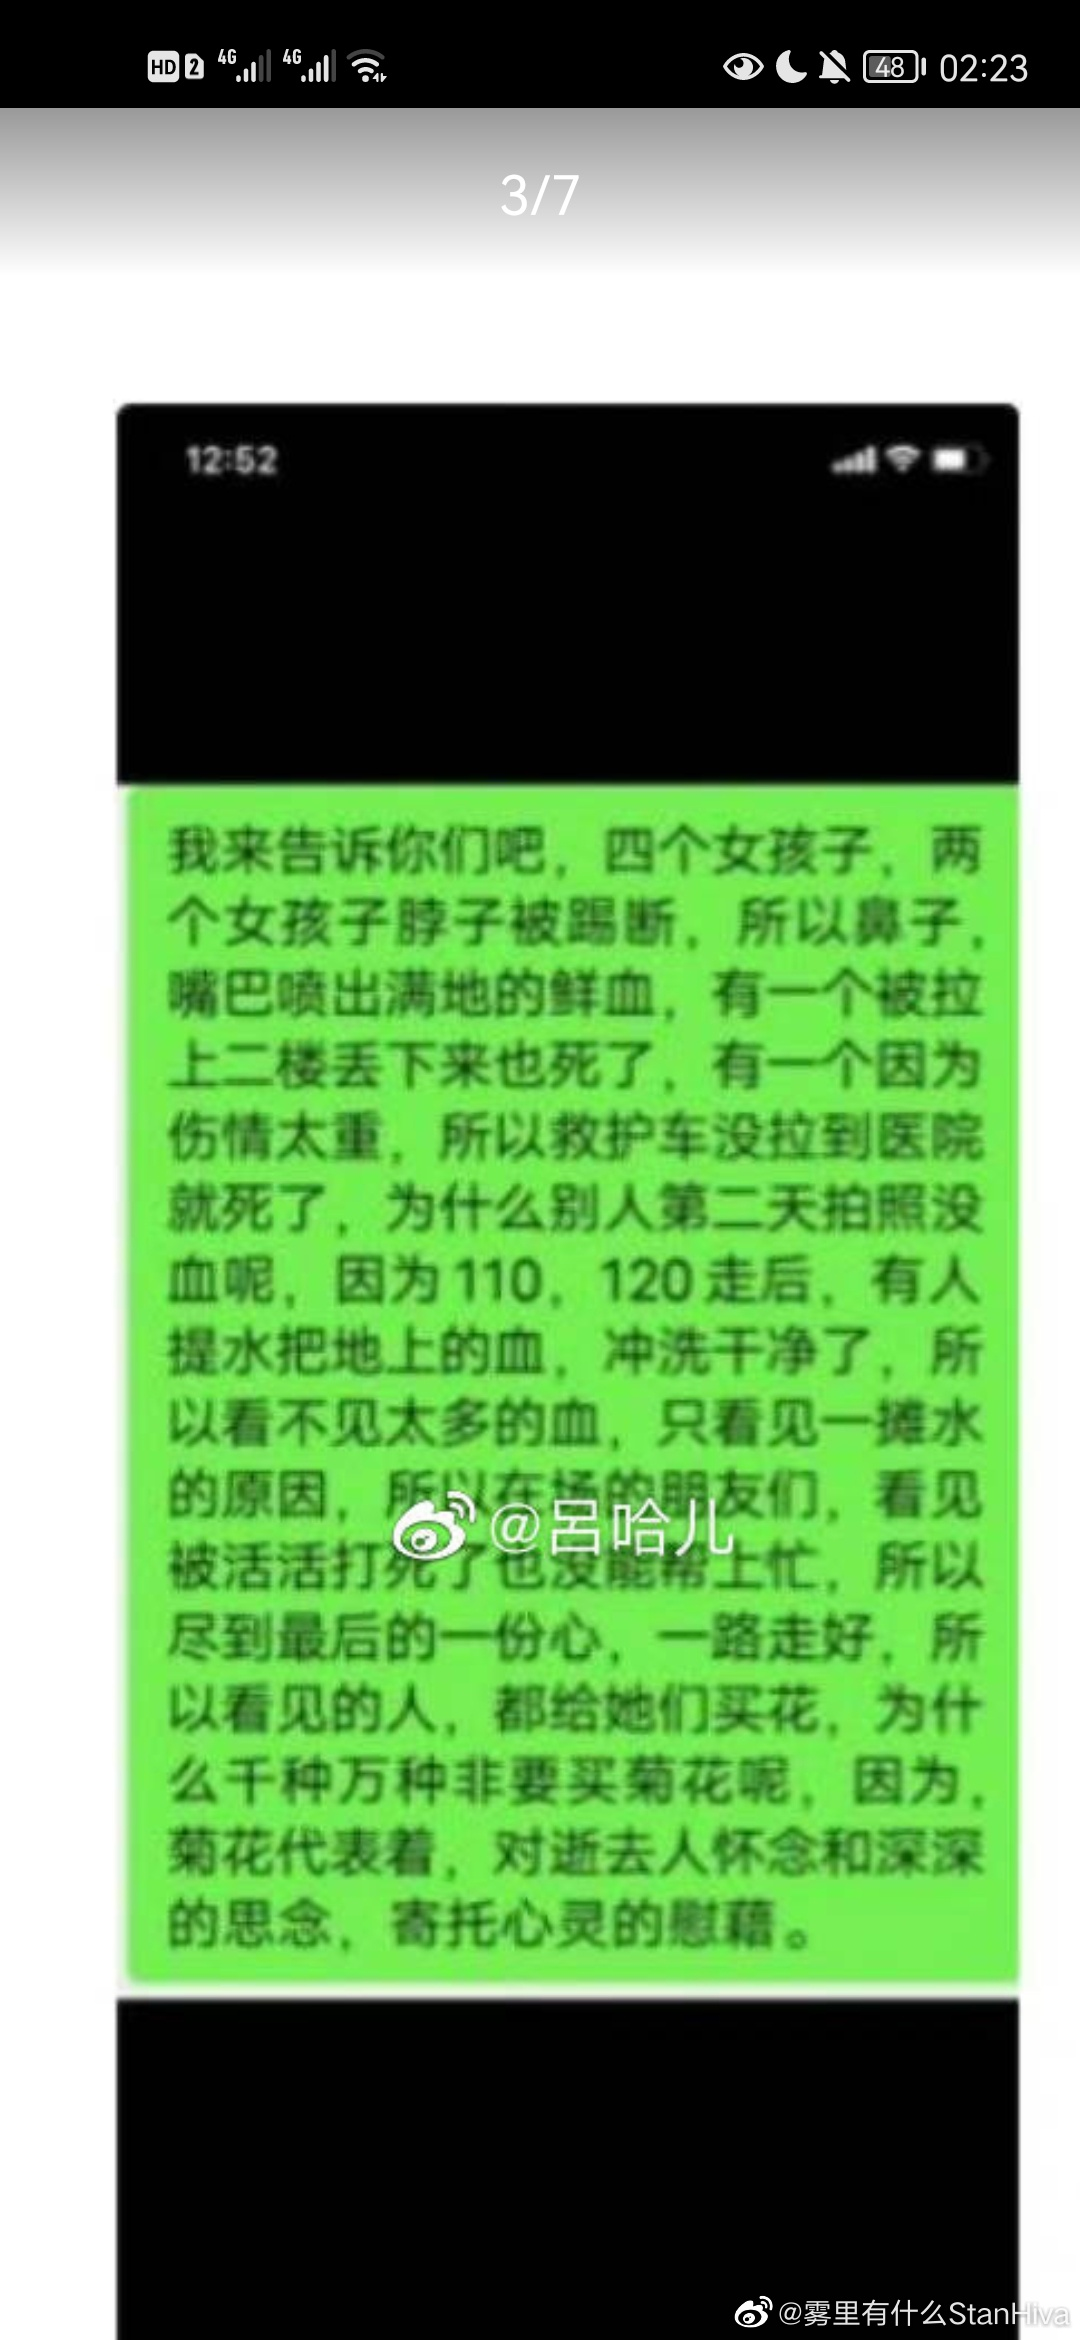 HD 2 4G 4G 48 02:23
3/7
12:52
我来告诉你们吧，四个女孩子，两
个女孩子脖子被踢断，所以鼻子，
嘴巴喷出满地的鲜血，有一个被拉
上二楼丢下来也死了，有一个因为
伤情太重，所以救护车没拉到医院
就死了，为什么别人第二天拍照没
血呢，因为110，120走后，有人
提水把地上的血，冲洗干净了，所
以看不见太多的血，只看见一摊水
的原因，所以在场的朋友们，看见
@呂哈儿
被活活打死了也没能帮上忙，所以
尽到最后的一份心，一路走好，所
以看见的人，都给她们买花，为什
么千种万种非要买菊花呢，因为，
菊花代表着，对逝去人怀念和深深
的思念，寄托心灵的慰藉。
@雾里有什么StanHiva